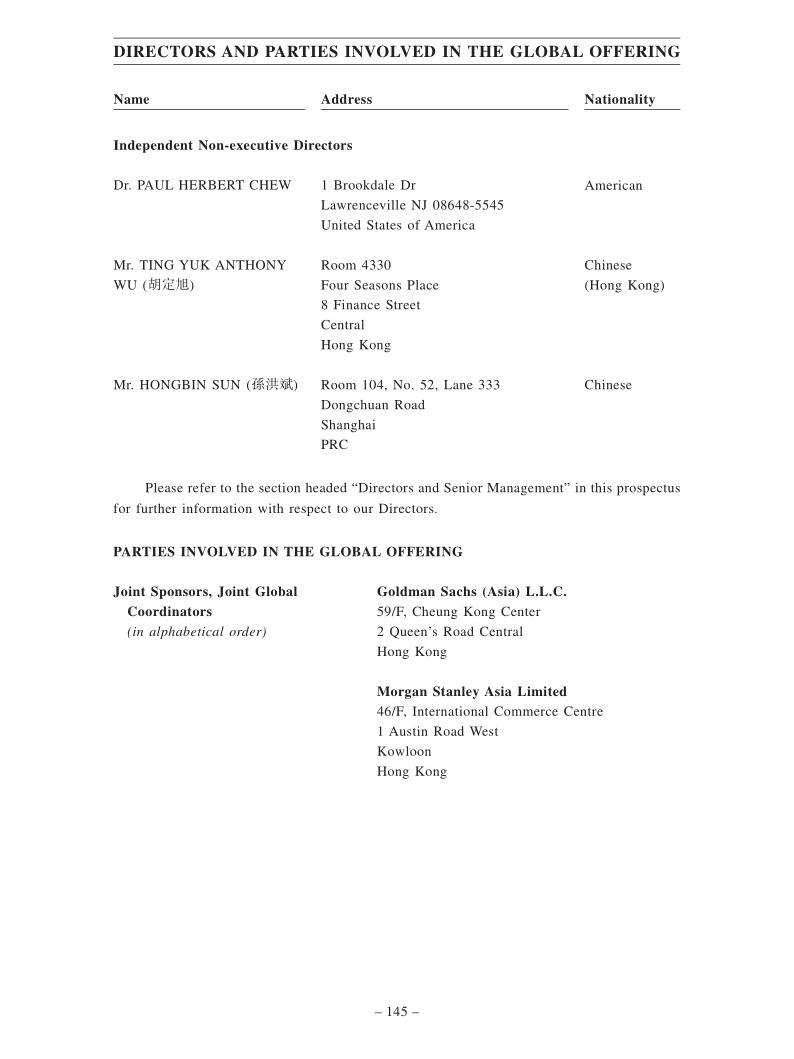 DIRECTORS AND PARTIES INVOLVED IN THE GLOBAL OFFERING
Name Address Nationality
Independent Non-executive Directors
Dr. PAUL HERBERT CHEW 1 Brookdale Dr American
Lawrenceville NJ 08648-5545
United States of America
Mr. TING YUK ANTHONY Room 4330 Chinese
WU (胡定旭) Four Seasons Place (Hong Kong)
8 Finance Street
Central
Hong Kong
Mr. HONGBIN SUN (孫洪斌) Room 104, No. 52, Lane 333 Chinese
Dongchuan Road
Shanghai
PRC
Please refer to the section headed “Directors and Senior Management” in this prospectus
for further information with respect to our Directors.
PARTIES INVOLVED IN THE GLOBAL OFFERING
Joint Sponsors, Joint Global Goldman Sachs (Asia) L.L.C.
Coordinators 59/F, Cheung Kong Center
(in alphabetical order) 2 Queen’s Road Central
Hong Kong
Morgan Stanley Asia Limited
46/F, International Commerce Centre
1 Austin Road West
Kowloon
Hong Kong
– 145 –